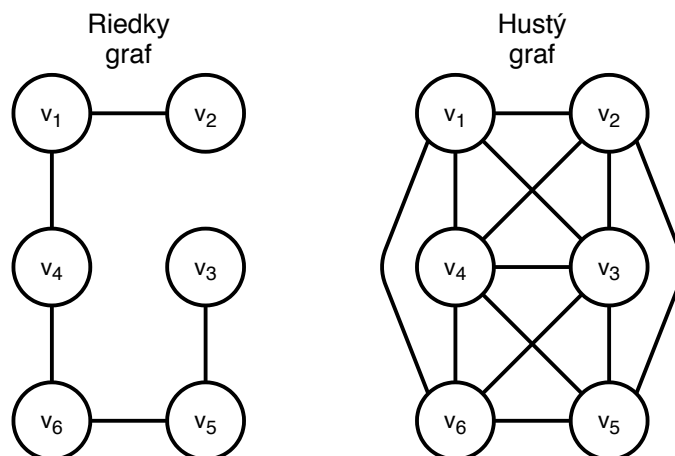 Riedky
graf
v1 v2
v4 v3
v6 v5
Hustý
graf
v1 v2
v4 v3
v6 v5